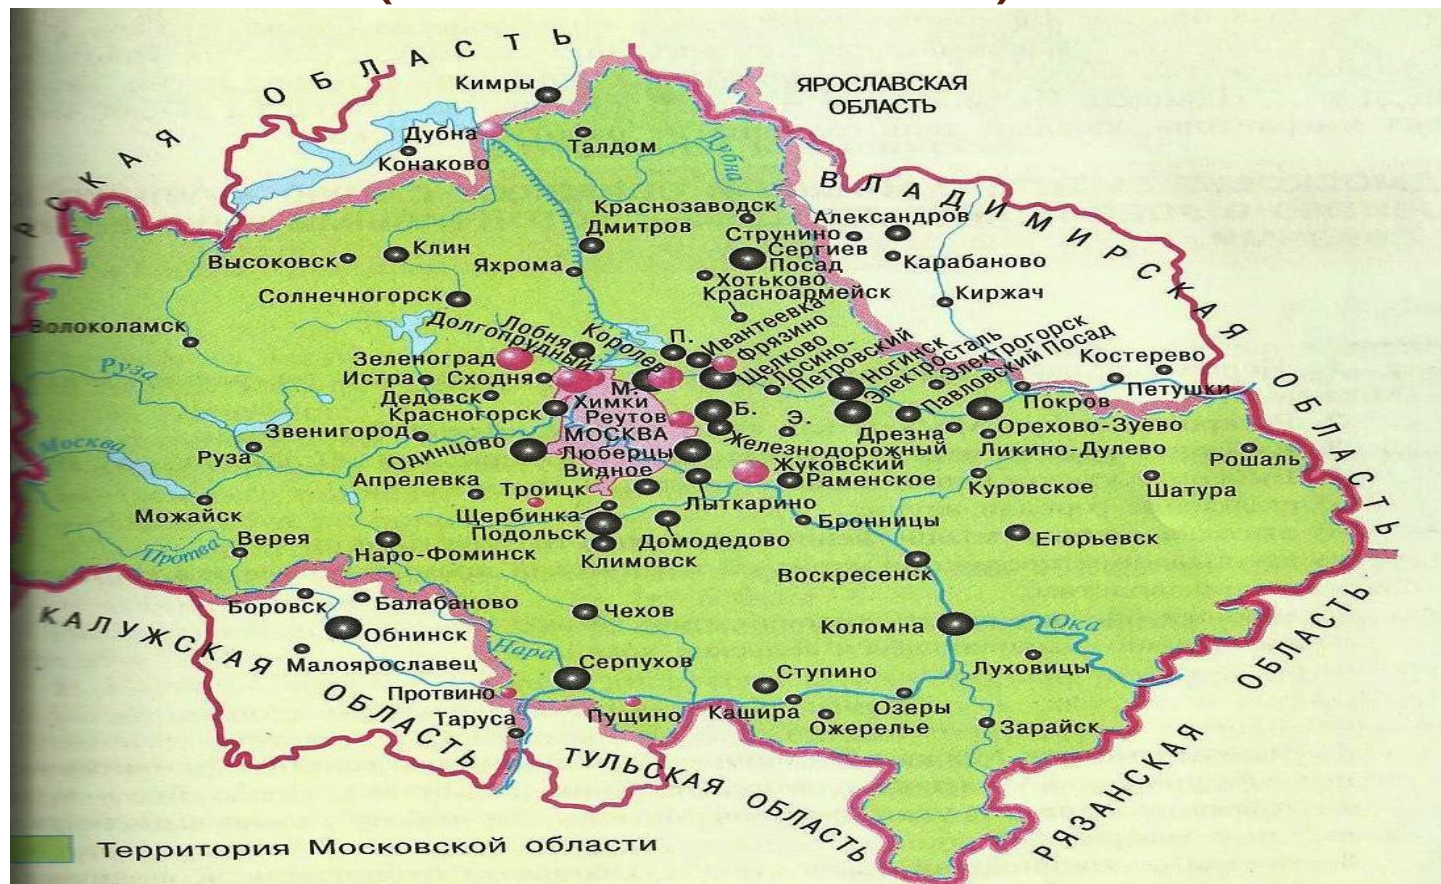 ОБЛАСТЬ
Кимры
ЯРОСЛАВСКАЯ
ОБЛАСТЬ
Дубна
Конаково
Талдом
Дубна
ВЛАДИМИРСКАЯ ОБЛАСТЬ
Краснозаводск
Александров
Дмитров
Струнино
Сергиев
Посад
Карабаново
Клин
Высоковск
Яхрома
Хотьково
Красноармейск
Киржач
Солнечногорск
Волоколамск
Долгопрудный
Лобня
Королев
П.
Ивантеевка
Фрязино
Щелково
Лосино-
Петровский
Ногинск
Электросталь
Электрогорск
Павловский Посад
Костерево
Петушки
Покров
Зеленоград
Руза
Истра
Сходня
М.
Дедовск
Химки
Красногорск
Реутов
Б.
Э.
Звенигород
МОСКВА
Железнодорожный
Дрезна
Орехово-Зуево
Москва
Руза
Одинцово
Люберцы
Ликино-Дулево
Рошаль
Видное
Жуковский
Апрелевка
Троицк
Раменское
Куровское
Шатура
Можайск
Щербинка
Лыткарино
Бронницы
Верея
Протва
Подольск
Домодедово
Егорьевск
Наро-Фоминск
Климовск
Воскресенск
Боровск
Балабаново
Чехов
КАЛУЖСКАЯ ОБЛАСТЬ
Обнинск
Коломна
Ока
Малоярославец
Нара
Серпухов
Ступино
Луховицы
Протвино
Таруса
Пущино
Кашира
Озеры
Ожерелье
Зарайск
ТУЛЬСКАЯ ОБЛАСТЬ
РЯЗАНСКАЯ ОБЛАСТЬ
Территория Московской области